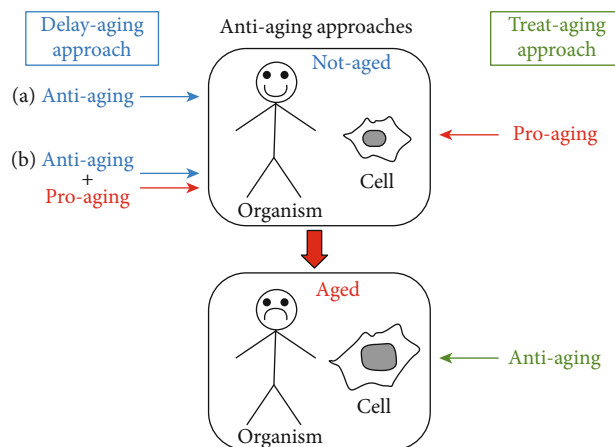 Delay-aging
approach
Anti-aging approaches
Treat-aging
approach
Not-aged
(a) Anti-aging
Pro-aging
(b) Anti-aging
+
Pro-aging
Cell
Organism
Aged
Anti-aging
Cell
Organism